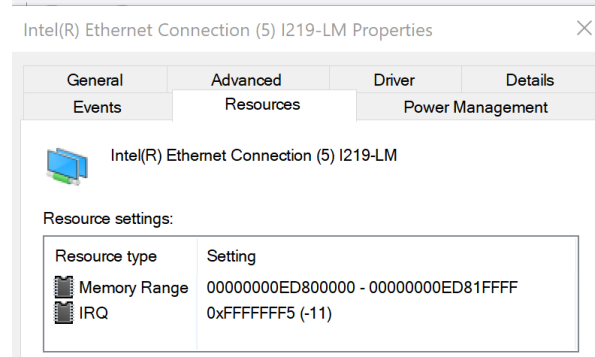 Intel(R) Ethernet Connection (5) I219-LM Properties
General Advanced Driver Details
Events Resources Power Management
Intel(R) Ethernet Connection (5) I219-LM
Resource settings:
Resource type Setting
Memory Range 00000000ED800000 - 00000000ED81FFFF
IRQ 0xFFFFFFF5 (-11)